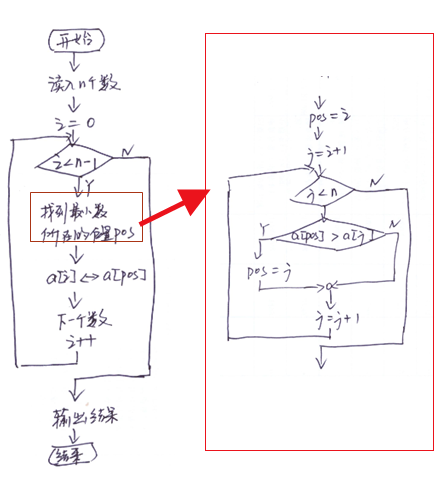 开始
读入n个数
i = 0
i<n-1
N
Y
找到最小数
所在的位置pos
a[i]<->a[pos]
下一个数
i++
输出结果
结束
pos=i
j=i+1
j<n
N
a[pos] > a[j]
Y
N
pos=j
j=j+1